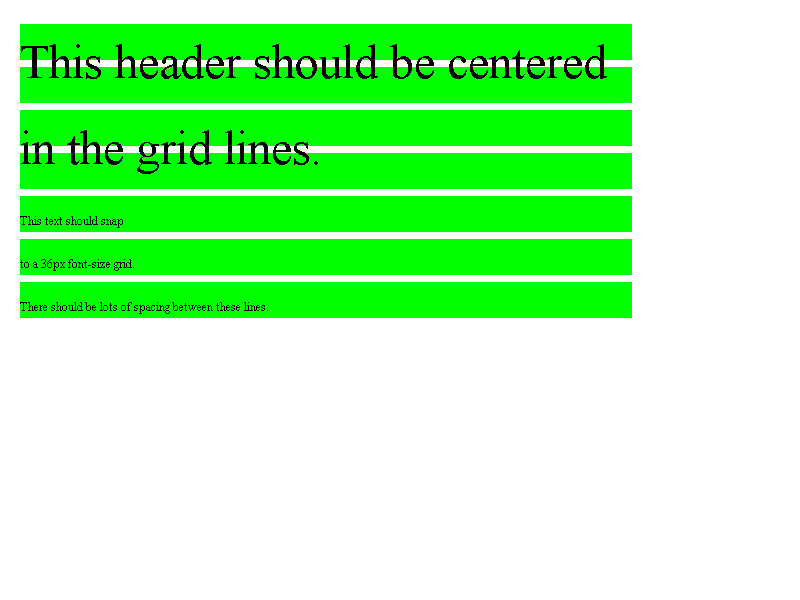 This header should be centered
in the grid lines.
This text should snap
to a 36px font-size grid.
There should be lots of spacing between these lines.